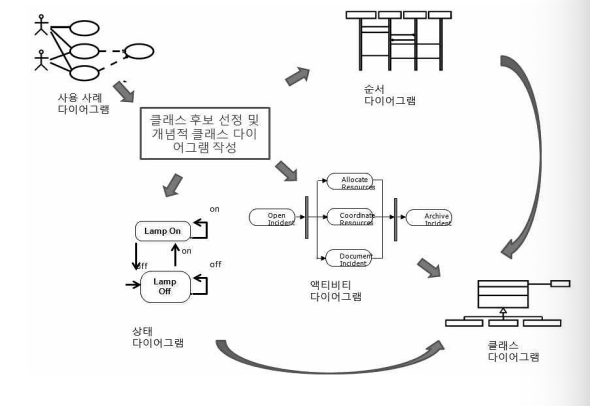 사용 사례
다이어그램
순서
다이어그램
클래스 후보 선정 및
개념적 클래스 다이
어그램 작성
Allocate
Resources
Open
Incident
Coordinate
Resources
Archive
Incident
Document
Incident
on
Lamp On
on
off
off
Lamp
Off
액티비티
다이어그램
상태
다이어그램
클래스
다이어그램